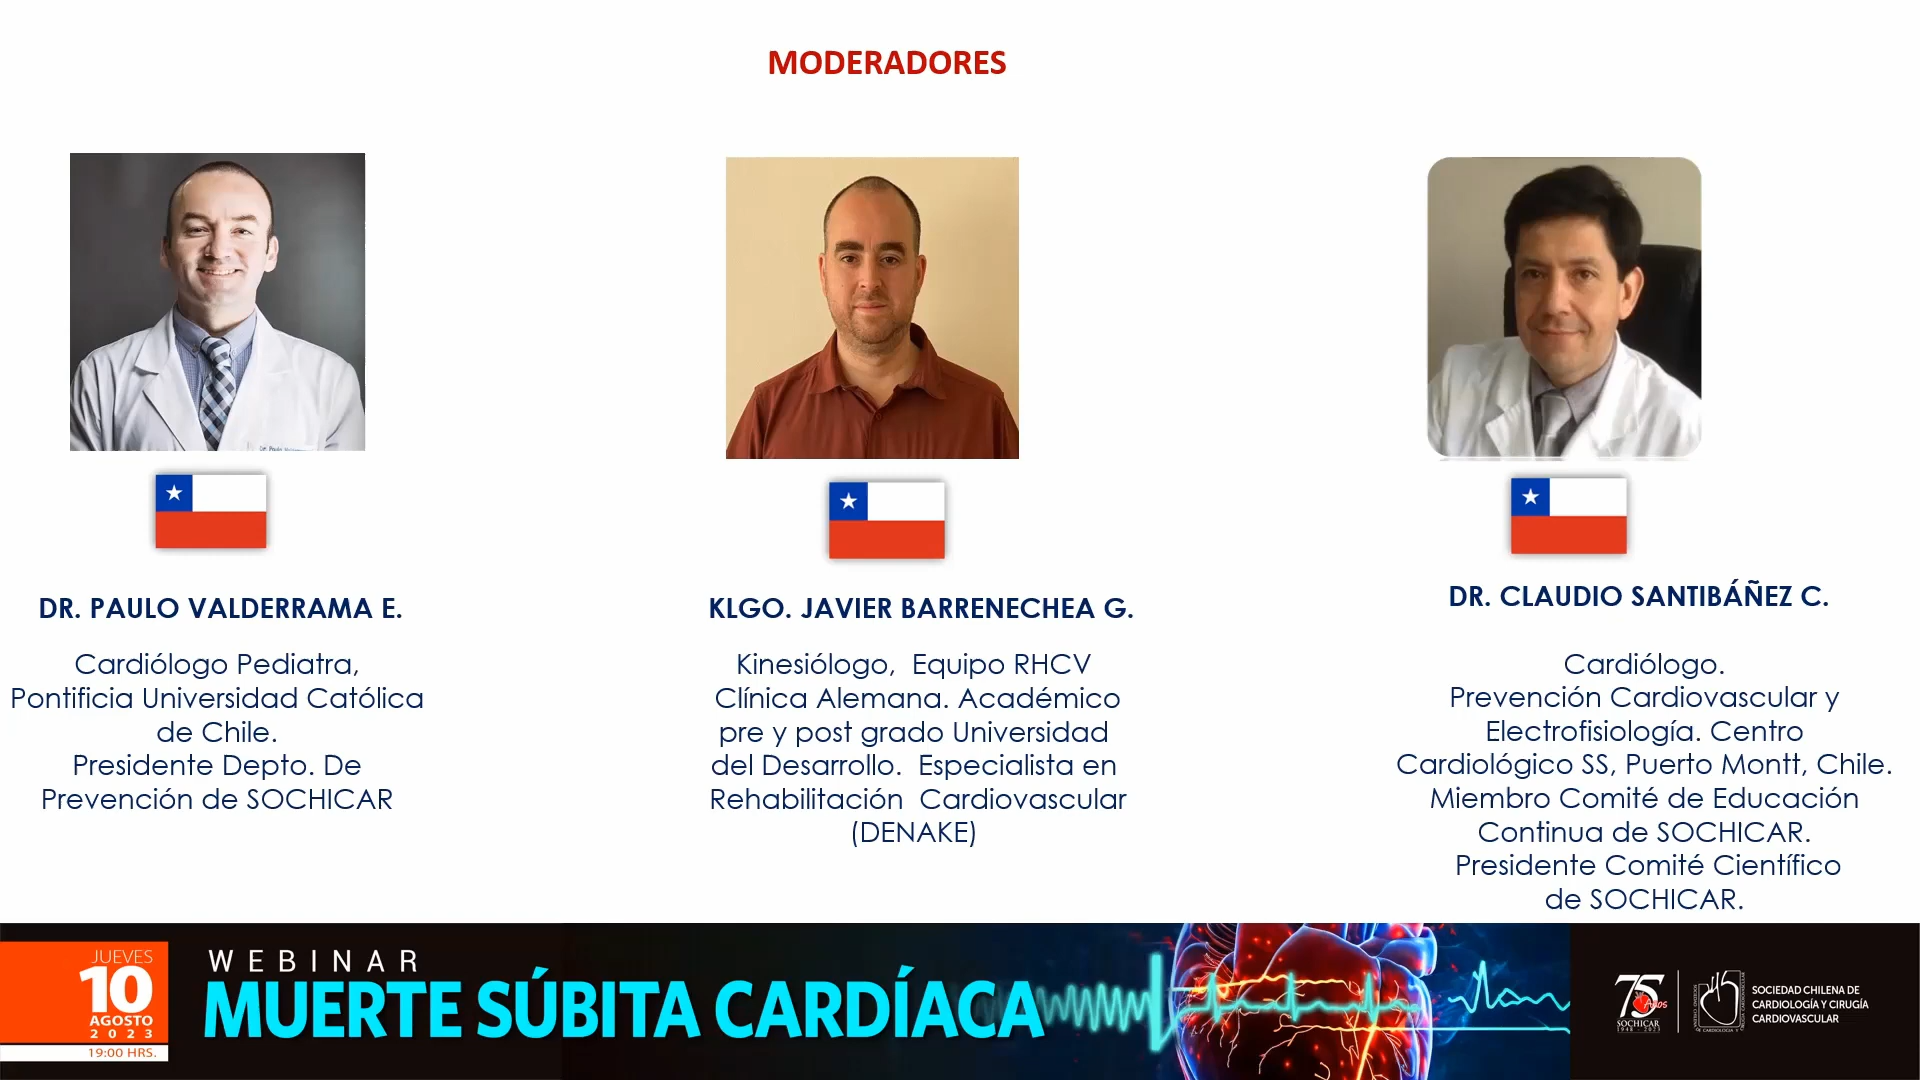 MODERADORES
DR. PAULO VALDERRAMA E.
Cardiólogo Pediatra,
Pontificia Universidad Católica
de Chile.
Presidente Depto. De
Prevención de SOCHICAR
KLGO. JAVIER BARRENECHEA G.
Kinesiólogo, Equipo RHCV
Clínica Alemana. Académico
pre y post grado Universidad
del Desarrollo. Especialista en
Rehabilitación Cardiovascular
(DENAKE)
DR. CLAUDIO SANTIBÁÑEZ C.
Cardiólogo.
Prevención Cardiovascular y
Electrofisiología. Centro
Cardiológico SS, Puerto Montt, Chile.
Miembro Comité de Educación
Continua de SOCHICAR.
Presidente Comité Científico
de SOCHICAR.
JUEVES
10
AGOSTO
2023
19:00 HRS.
WEBINAR
MUERTE SÚBITA CARDÍACA
75
Años
SOCHICAR
1948 - 2023
SOCIEDAD CHILENA DE
CARDIOLOGÍA Y CIRUGÍA
CARDIOVASCULAR